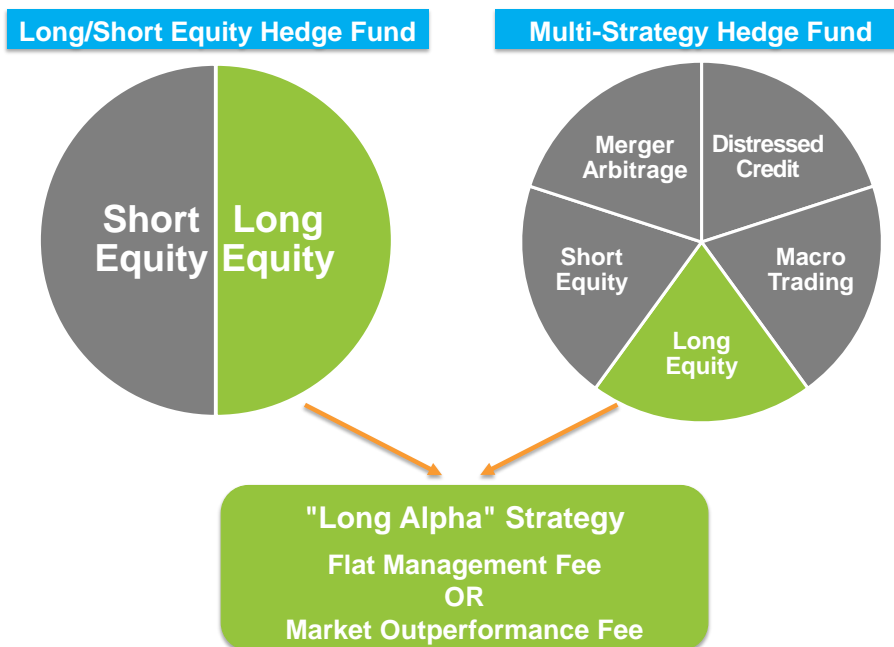 Long/Short Equity Hedge Fund
Multi-Strategy Hedge Fund
Short
Equity
Long
Equity
Merger
Arbitrage
Distressed
Credit
Short
Equity
Macro
Trading
Long
Equity
"Long Alpha" Strategy
Flat Management Fee
OR
Market Outperformance Fee